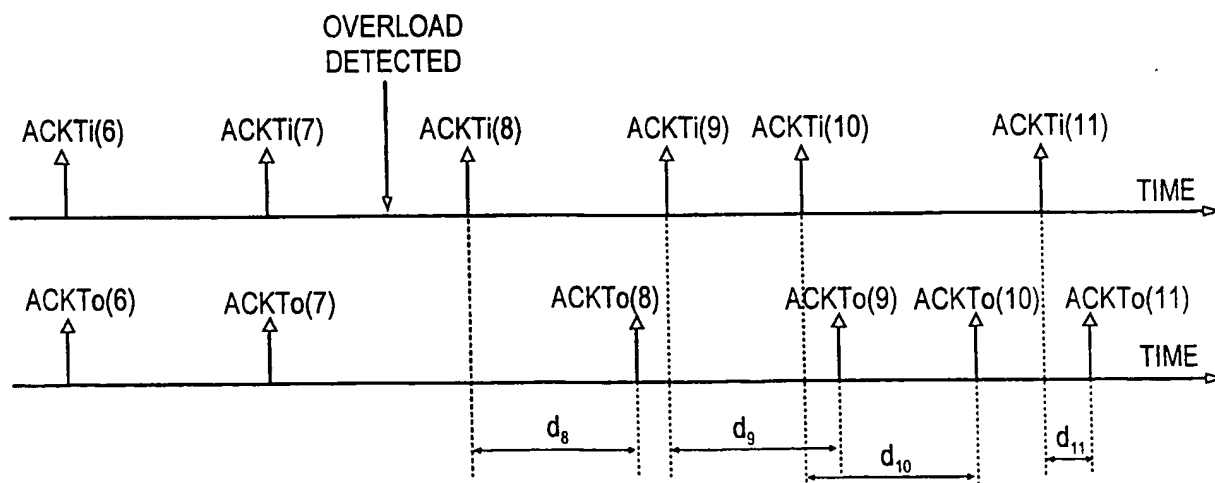 OVERLOAD
DETECTED
ACKTi(6) ACKTi(7) ACKTi(8) ACKTi(9) ACKTi(10) ACKTi(11)
TIME
ACKTo(6) ACKTo(7) ACKTo(8) ACKTo(9) ACKTo(10) ACKTo(11)
TIME
d₈ d₉ d₁₀ d₁₁